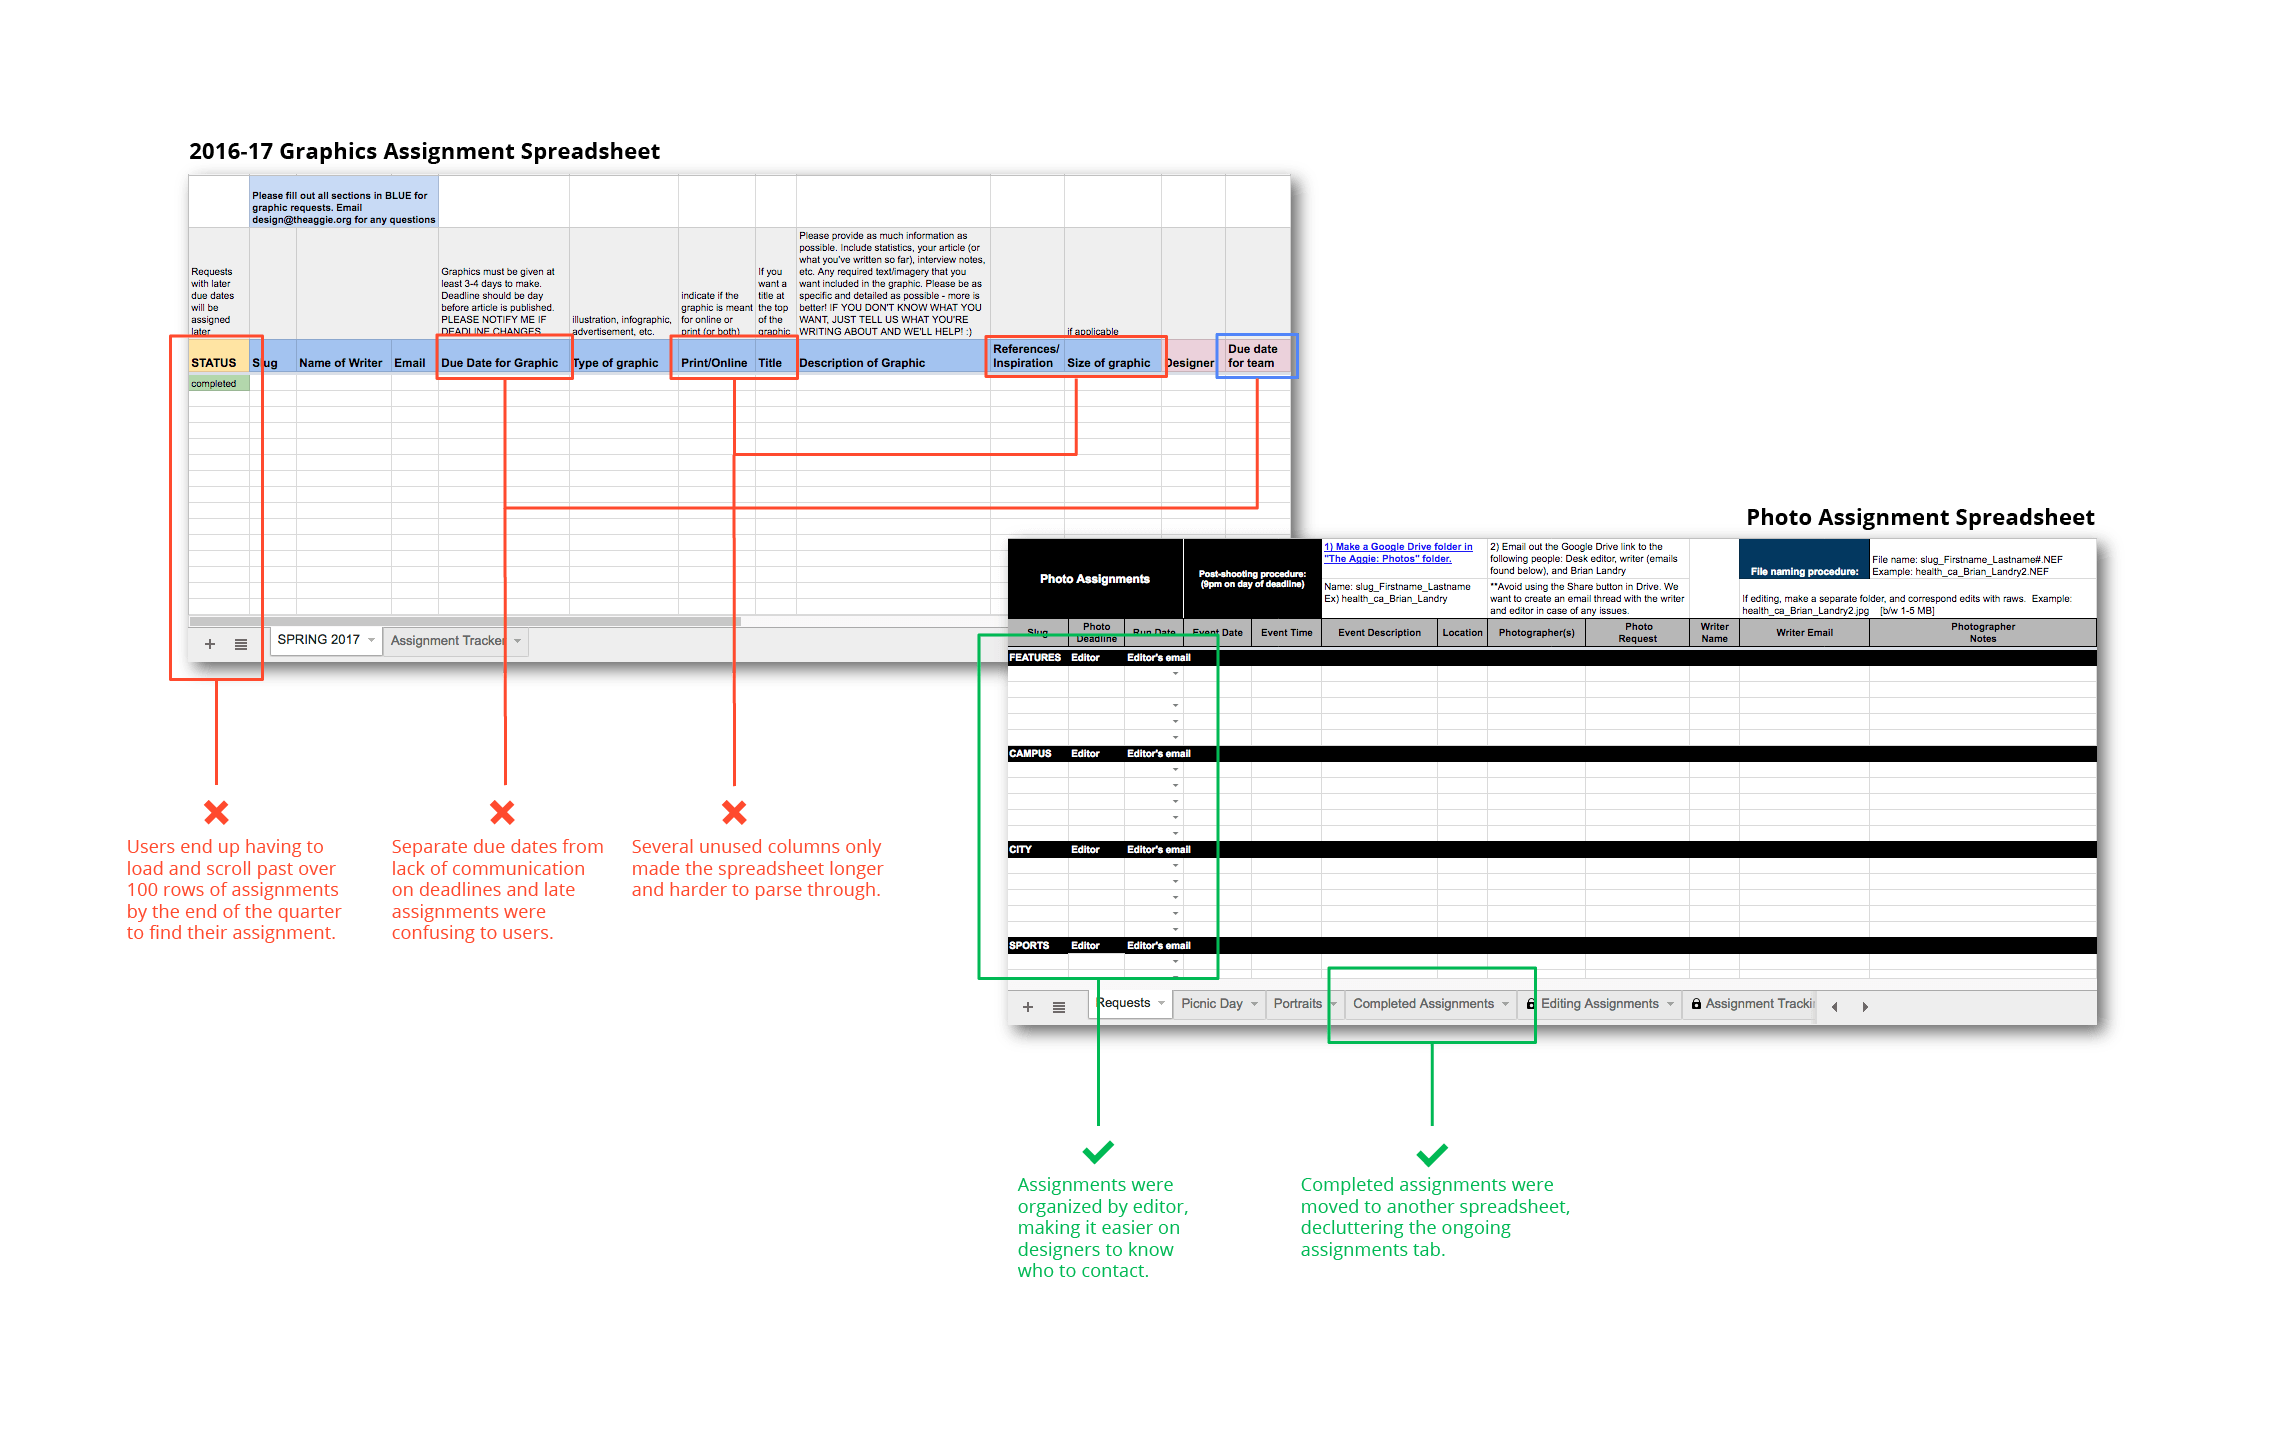 2016-17 Graphics Assignment Spreadsheet
Please fill out all sections in BLUE for
graphic requests. Email
design@theaggie.org for any questions
Requests
with later
due dates
will be
assigned
later
Graphics must be given at
least 3-4 days to make.
Deadline should be day
before article is published.
PLEASE NOTIFY ME IF
DEADLINE CHANGES
illustration, infographic,
advertisement, etc.
indicate if the
graphic is meant
for online or
print (or both)
If you
want a
title at
the top
of the
graphic
Please provide as much information as
possible. Include statistics, your article (or
what you've written so far), interview notes,
etc. Any required text/imagery that you
want included in the graphic. Please be as
specific and detailed as possible - more is
better! IF YOU DON'T KNOW WHAT YOU
WANT, JUST TELL US WHAT YOU'RE
WRITING ABOUT AND WE'LL HELP! :)
if applicable
STATUS
Slug
Name of Writer
Email
Due Date for Graphic
Type of graphic
Print/Online
Title
Description of Graphic
References/
Inspiration
Size of graphic
Designer
Due date
for team
completed
SPRING 2017
Assignment Tracker
Users end up having to
load and scroll past over
100 rows of assignments
by the end of the quarter
to find their assignment.
Separate due dates from
lack of communication
on deadlines and late
assignments were
confusing to users.
Several unused columns only
made the spreadsheet longer
and harder to parse through.
Photo Assignment Spreadsheet
Photo Assignments
Post-shooting procedure:
(9pm on day of deadline)
1) Make a Google Drive folder in
"The Aggie: Photos" folder.
Name: slug_Firstname_Lastname
Ex) health_ca_Brian_Landry
2) Email out the Google Drive link to the
following people: Desk editor, writer (emails
found below), and Brian Landry
**Avoid using the Share button in Drive. We
want to create an email thread with the writer
and editor in case of any issues.
File naming procedure:
File name: slug_Firstname_Lastname#.NEF
Example: health_ca_Brian_Landry2.NEF
If editing, make a separate folder, and correspond edits with raws. Example:
health_ca_Brian_Landry2.jpg [b/w 1-5 MB]
Slug
Photo
Deadline
Run Date
Event Date
Event Time
Event Description
Location
Photographer(s)
Photo
Request
Writer
Name
Writer Email
Photographer
Notes
FEATURES Editor Editor's email
CAMPUS Editor Editor's email
CITY Editor Editor's email
SPORTS Editor Editor's email
Requests
Picnic Day
Portraits
Completed Assignments
Editing Assignments
Assignment Tracki
Assignments were
organized by editor,
making it easier on
designers to know
who to contact.
Completed assignments were
moved to another spreadsheet,
decluttering the ongoing
assignments tab.